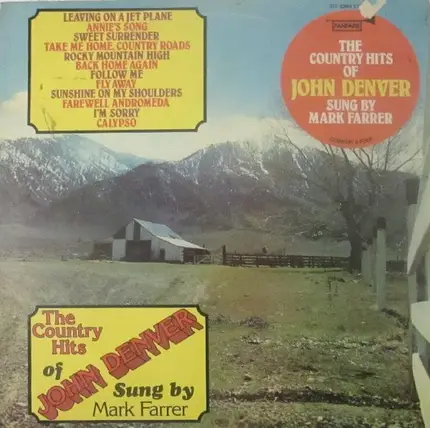 LEAVING ON A JET PLANE
ANNIE'S SONG
SWEET SURRENDER
TAKE ME HOME, COUNTRY ROADS
ROCKY MOUNTAIN HIGH
BACK HOME AGAIN
FOLLOW ME
FLY AWAY
SUNSHINE ON MY SHOULDERS
FAREWELL ANDROMEDA
I'M SORRY
CALYPSO
FANFARE
THE
COUNTRY HITS
OF
JOHN DENVER
SUNG BY
MARK FARRER
The
Country
Hits
of
JOHN DENVER
Sung by
Mark Farrer